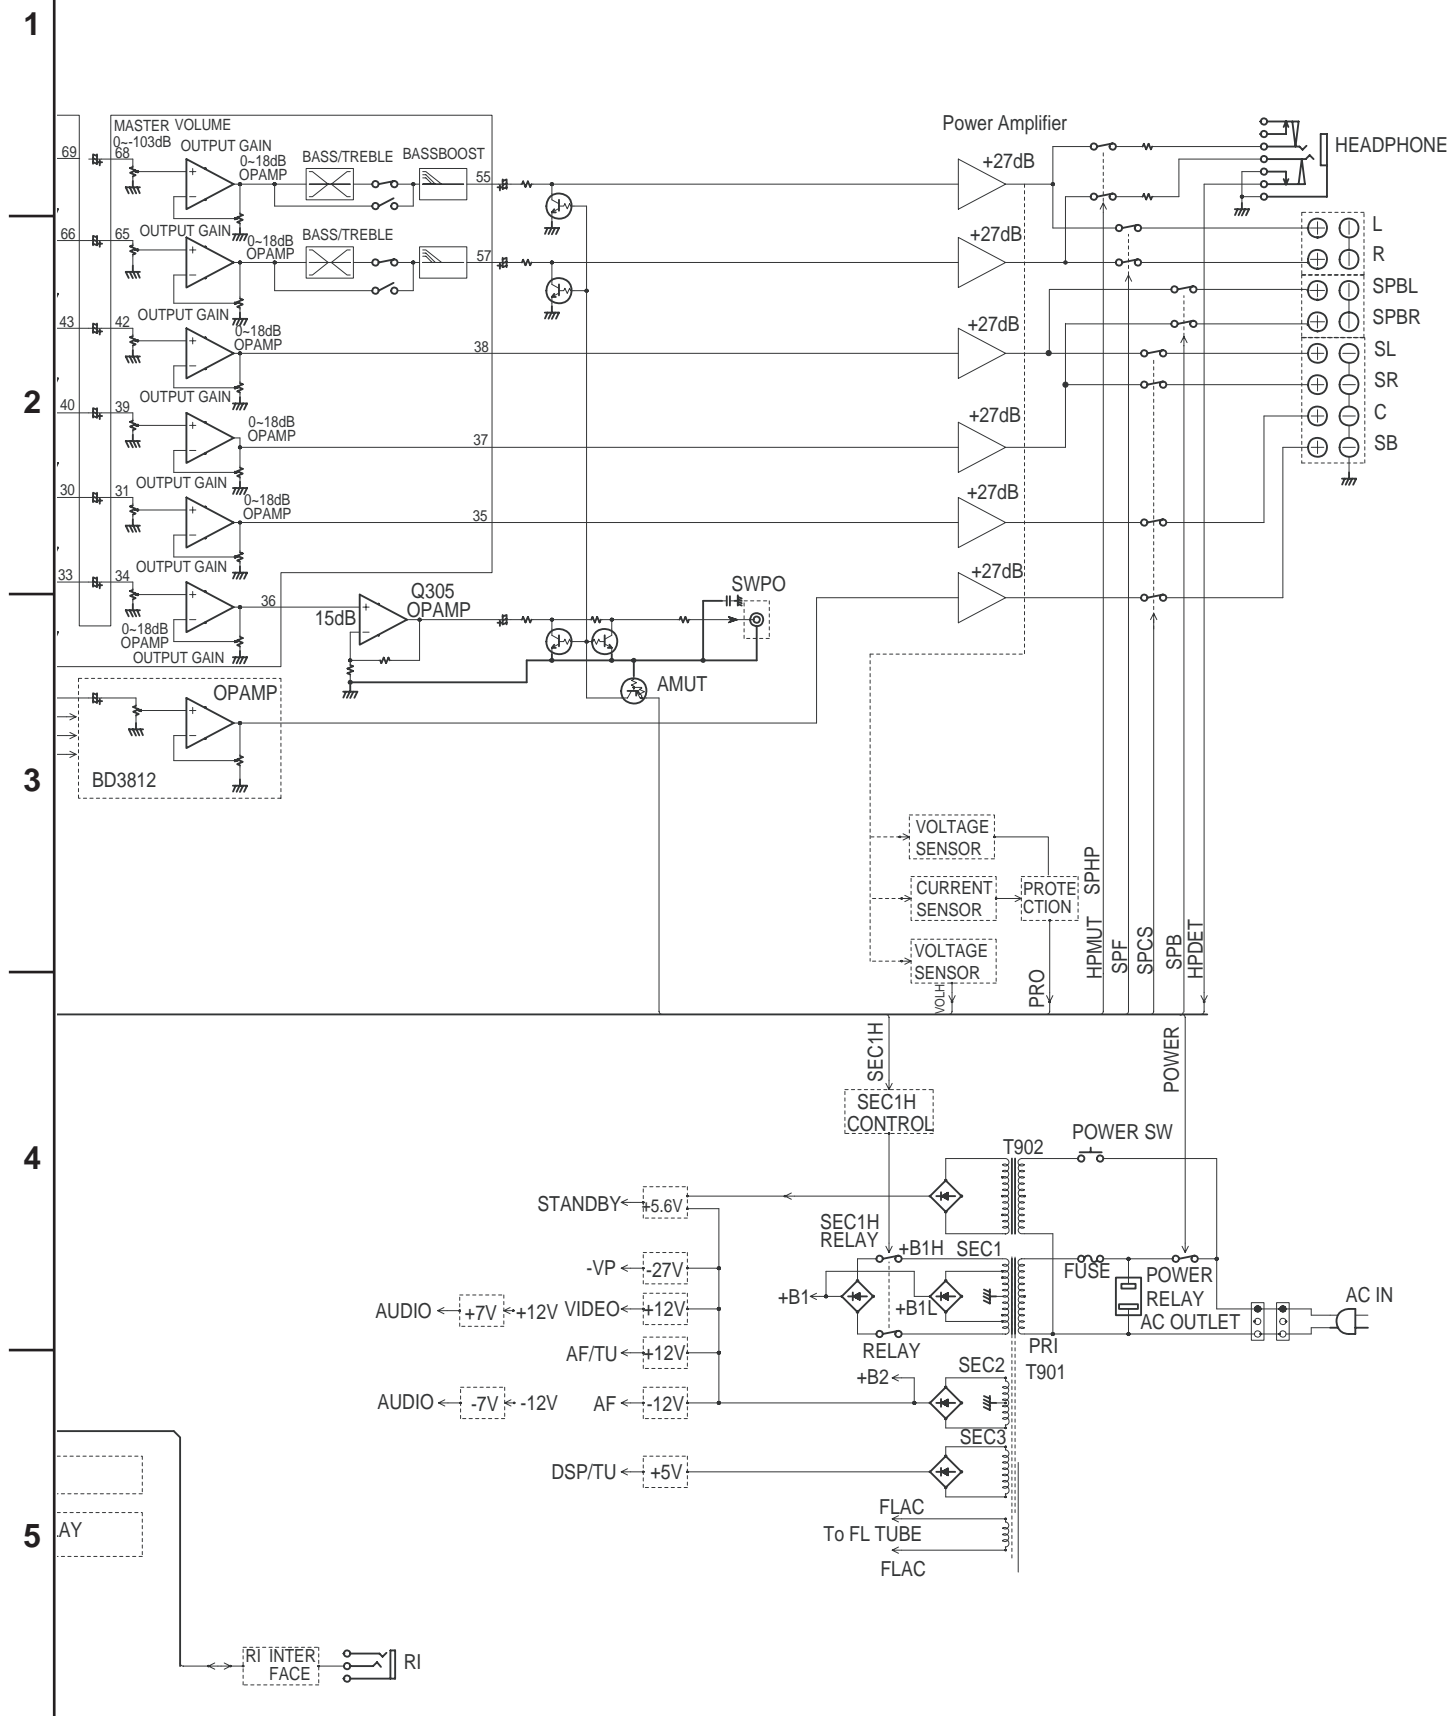 1
MASTER VOLUME
0~-103dB
69
68
OUTPUT GAIN
0~18dB
OPAMP
BASS/TREBLE
BASSBOOST
55
Power Amplifier
+27dB
HEADPHONE
66
65
OUTPUT GAIN
0~18dB
OPAMP
BASS/TREBLE
57
+27dB
L
R
SPBL
SPBR
SL
SR
C
SB
43
42
OUTPUT GAIN
0~18dB
OPAMP
38
+27dB
2
40
39
OUTPUT GAIN
0~18dB
OPAMP
37
+27dB
30
31
OUTPUT GAIN
0~18dB
OPAMP
35
+27dB
33
34
OUTPUT GAIN
36
0~18dB
OPAMP
OUTPUT GAIN
15dB
Q305
OPAMP
SWPO
+27dB
AMUT
OPAMP
BD3812
3
VOLTAGE
SENSOR
CURRENT
SENSOR
PROTE
CTION
VOLTAGE
SENSOR
VOLH
PRO
HPMUT SPHP
SPF
SPCS
SPB
HPDET
SEC1H
POWER
SEC1H
CONTROL
4
T902
POWER SW
STANDBY
+5.6V
SEC1H
RELAY
+B1H
SEC1
FUSE
POWER
RELAY
AC OUTLET
AC IN
-VP
-27V
+B1
+B1L
AUDIO
+7V
+12V
VIDEO
+12V
AF/TU
+12V
RELAY
PRI
T901
+B2
SEC2
AUDIO
-7V
-12V
AF
-12V
SEC3
DSP/TU
+5V
FLAC
To FL TUBE
FLAC
5
AY
RI INTER
FACE
RI